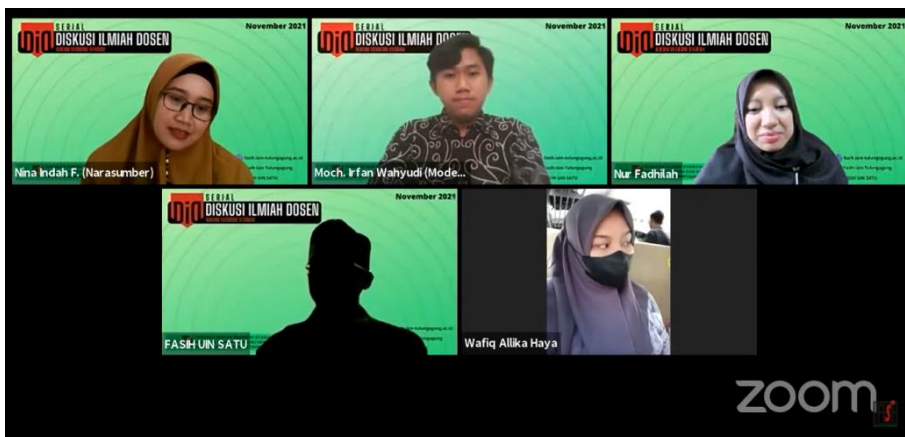 November 2021
SERIAL
DISKUSI ILMIAH DOSEN
Nina Indah F. (Narasumber)
November 2021
SERIAL
DISKUSI ILMIAH DOSEN
Moch. Irfan Wahyudi (Mode...
November 2021
SERIAL
DISKUSI ILMIAH DOSEN
Nur Fadhilah
November 2021
SERIAL
DISKUSI ILMIAH DOSEN
FASIH UIN SATU
Wafiq Allika Haya
zoom